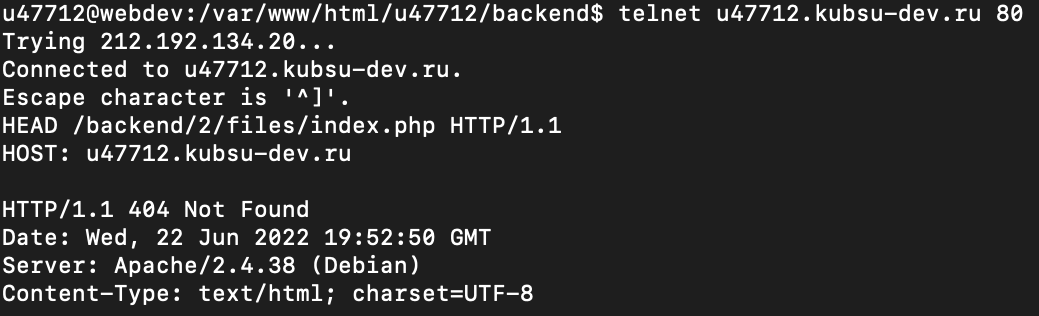 u47712@webdev:/var/www/html/u47712/backend$ telnet u47712.kubsu-dev.ru 80
Trying 212.192.134.20...
Connected to u47712.kubsu-dev.ru.
Escape character is '^]'.
HEAD /backend/2/files/index.php HTTP/1.1
HOST: u47712.kubsu-dev.ru

HTTP/1.1 404 Not Found
Date: Wed, 22 Jun 2022 19:52:50 GMT
Server: Apache/2.4.38 (Debian)
Content-Type: text/html; charset=UTF-8